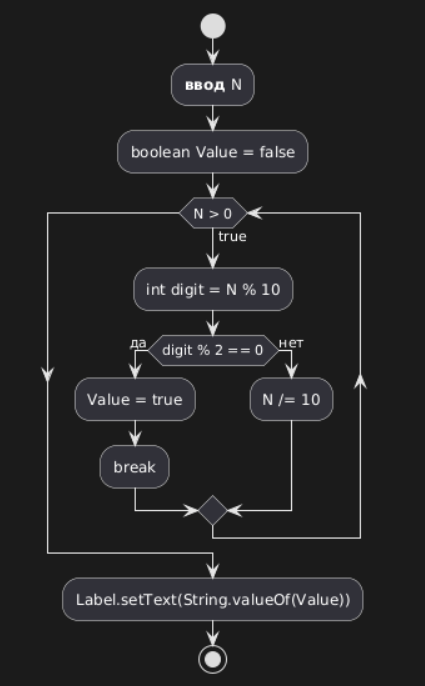 ввод N
boolean Value = false
N > 0
true
int digit = N % 10
да
digit % 2 == 0
нет
Value = true
N /= 10
break
Label.setText(String.valueOf(Value))